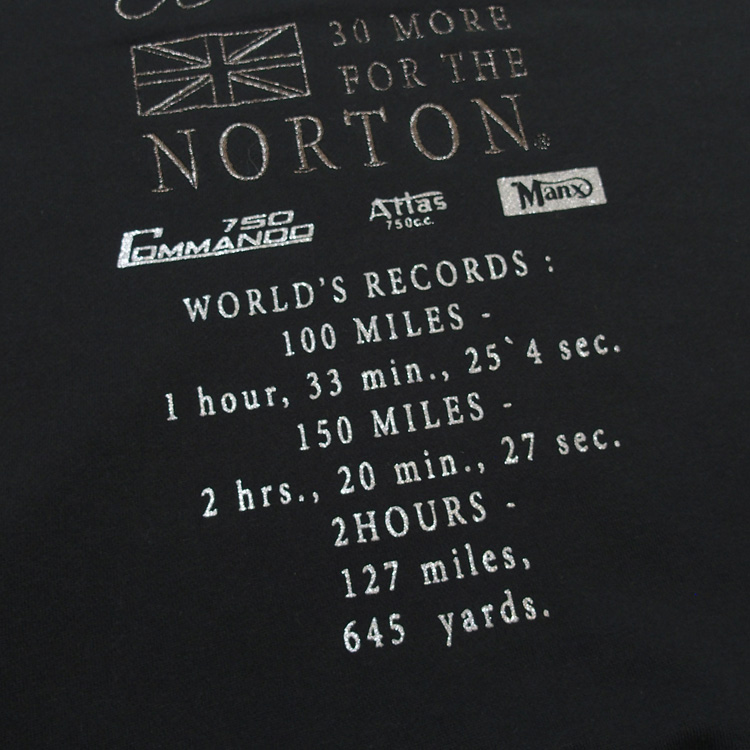 30 MORE
FOR THE
NORTON®
750
COMMANDO
Atlas
750c.c.
Manx
WORLD'S RECORDS :
100 MILES -
1 hour, 33 min., 25`4 sec.
150 MILES -
2 hrs., 20 min., 27 sec.
2HOURS -
127 miles,
645 yards.